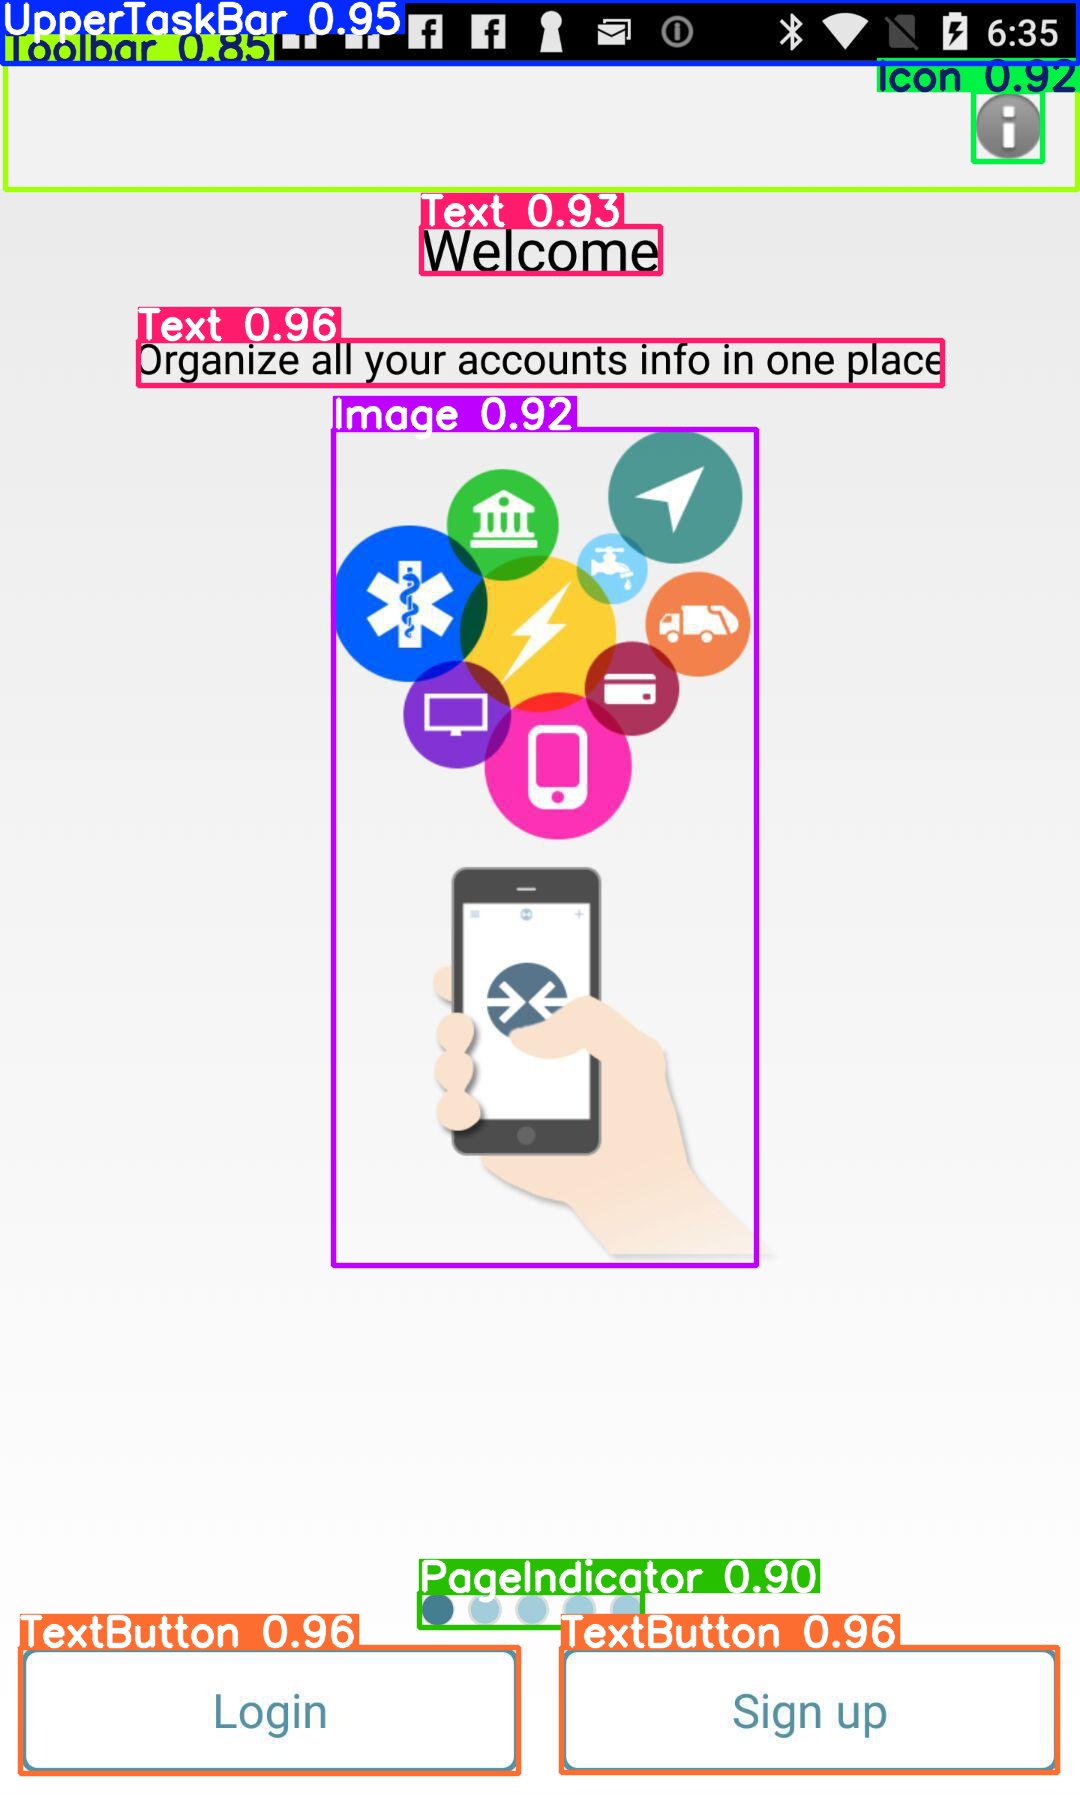 UpperTaskBar 0.95
6:35
Toolbar 0.85
Icon 0.92
Text 0.93
Welcome
Text 0.96
Organize all your accounts info in one place
Image 0.92
PageIndicator 0.90
TextButton 0.96
TextButton 0.96
Login
Sign up